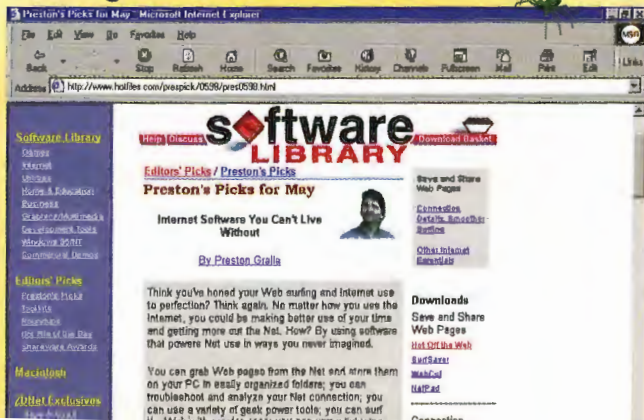 Preston's Picks for May - Microsoft Internet Explorer
File Edit View Go Favorites Help
Back Stop Refresh Home Search Favorites History Channels Fullscreen Mail Print Edit
Address http://www.hotfiles.com/prespick/0598/pres0598.html
Links
msn
Help Discuss software LIBRARY Download Basket
Software Library
Games
Internet
Utilities
Home & Education
Business
Graphics/Multimedia
Development Tools
Windows 95/NT
Commercial Demos
Editors' Picks
Preston's Picks
Toolkits
Roundups
Hot File of the Day
Shareware Awards
Macintosh
ZDNet Exclusives
Editors' Picks / Preston's Picks
Preston's Picks for May
Internet Software You Can't Live
Without
By Preston Gralla
Think you've honed your Web surfing and Internet use
to perfection? Think again. No matter how you use the
Internet, you could be making better use of your time
and getting more out the Net. How? By using software
that powers Net use in ways you never imagined.
You can grab Web pages from the Net and store them
on your PC in easily organized folders; you can
troubleshoot and analyze your Net connection; you
can use a variety of geek power tools; you can surf
Save and Share
Web Pages
Connection
Details, Smoother
Surfing
Other Internet
Essentials
Downloads
Save and Share
Web Pages
Hot Off the Web
SurfSaver
WebCol
NetPad
Connection